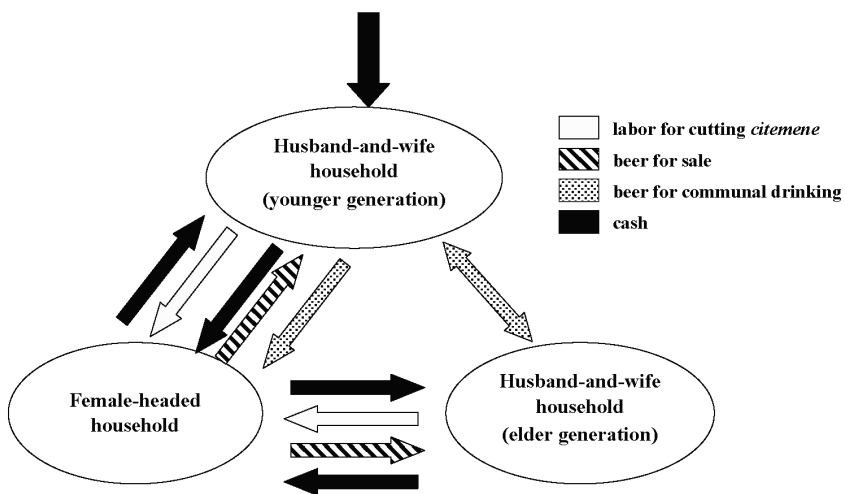 Husband-and-wife
household
(younger generation)
labor for cutting citemene
beer for sale
beer for communal drinking
cash
Female-headed
household
Husband-and-wife
household
(elder generation)